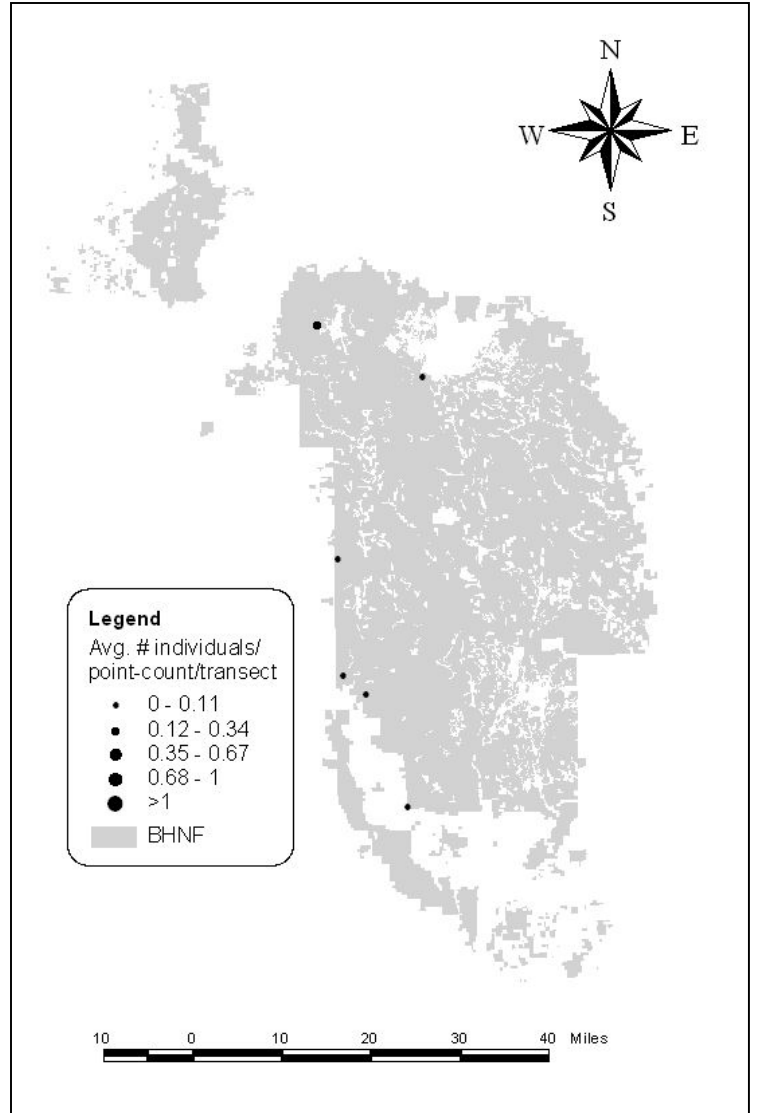 N
W E
S
Legend
Avg. # individuals/
point-count/transect
0 - 0.11
0.12 - 0.34
0.35 - 0.67
0.68 - 1
>1
BHNF
10 0 10 20 30 40 Miles